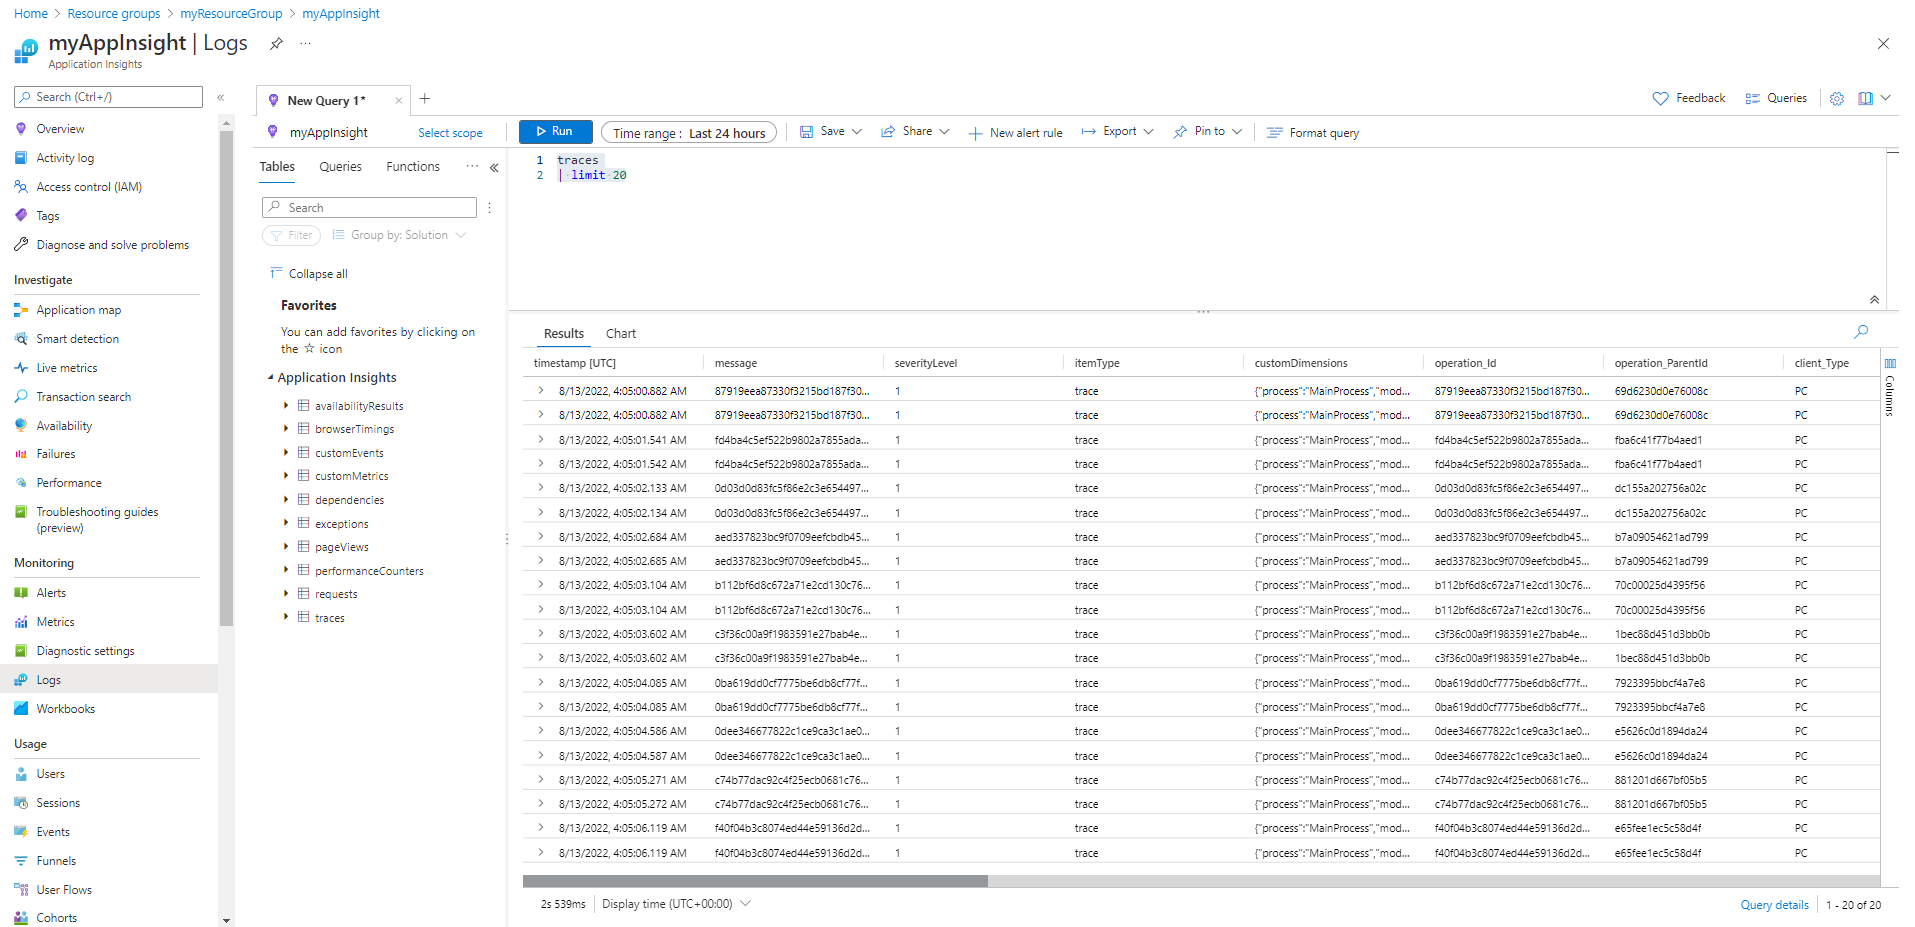 Home > Resource groups > myResourceGroup > myAppInsight
myAppInsight | Logs ...
Application Insights
Search (Ctrl+/) «
Overview
Activity log
Access control (IAM)
Tags
Diagnose and solve problems
Investigate
Application map
Smart detection
Live metrics
Transaction search
Availability
Failures
Performance
Troubleshooting guides
(preview)
Monitoring
Alerts
Metrics
Diagnostic settings
Logs
Workbooks
Usage
Users
Sessions
Events
Funnels
User Flows
Cohorts
New Query 1* × +
Feedback Queries
myAppInsight Select scope Run Time range : Last 24 hours Save Share New alert rule Export Pin to Format query
Tables Queries Functions ... «
Search
Filter Group by: Solution
Collapse all
Favorites
You can add favorites by clicking on
the ☆ icon
Application Insights
availabilityResults
browserTimings
customEvents
customMetrics
dependencies
exceptions
pageViews
performanceCounters
requests
traces
1 traces
2 | limit 20
Results Chart
timestamp [UTC] message severityLevel itemType customDimensions operation_Id operation_ParentId client_Type
8/13/2022, 4:05:00.882 AM 87919eea87330f3215bd187f30... 1 trace {"process":"MainProcess","mod... 87919eea87330f3215bd187f30... 69d6230d0e76008c PC
8/13/2022, 4:05:00.882 AM 87919eea87330f3215bd187f30... 1 trace {"process":"MainProcess","mod... 87919eea87330f3215bd187f30... 69d6230d0e76008c PC
8/13/2022, 4:05:01.541 AM fd4ba4c5ef522b9802a7855ada... 1 trace {"process":"MainProcess","mod... fd4ba4c5ef522b9802a7855ada... fba6c41f77b4aed1 PC
8/13/2022, 4:05:01.542 AM fd4ba4c5ef522b9802a7855ada... 1 trace {"process":"MainProcess","mod... fd4ba4c5ef522b9802a7855ada... fba6c41f77b4aed1 PC
8/13/2022, 4:05:02.133 AM 0d03d0d83fc5f86e2c3e654497... 1 trace {"process":"MainProcess","mod... 0d03d0d83fc5f86e2c3e654497... dc155a202756a02c PC
8/13/2022, 4:05:02.134 AM 0d03d0d83fc5f86e2c3e654497... 1 trace {"process":"MainProcess","mod... 0d03d0d83fc5f86e2c3e654497... dc155a202756a02c PC
8/13/2022, 4:05:02.684 AM aed337823bc9f0709eefcbdb45... 1 trace {"process":"MainProcess","mod... aed337823bc9f0709eefcbdb45... b7a09054621ad799 PC
8/13/2022, 4:05:02.685 AM aed337823bc9f0709eefcbdb45... 1 trace {"process":"MainProcess","mod... aed337823bc9f0709eefcbdb45... b7a09054621ad799 PC
8/13/2022, 4:05:03.104 AM b112bf6d8c672a71e2cd130c76... 1 trace {"process":"MainProcess","mod... b112bf6d8c672a71e2cd130c76... 70c00025d4395f56 PC
8/13/2022, 4:05:03.104 AM b112bf6d8c672a71e2cd130c76... 1 trace {"process":"MainProcess","mod... b112bf6d8c672a71e2cd130c76... 70c00025d4395f56 PC
8/13/2022, 4:05:03.602 AM c3f36c00a9f1983591e27bab4e... 1 trace {"process":"MainProcess","mod... c3f36c00a9f1983591e27bab4e... 1bec88d451d3bb0b PC
8/13/2022, 4:05:03.602 AM c3f36c00a9f1983591e27bab4e... 1 trace {"process":"MainProcess","mod... c3f36c00a9f1983591e27bab4e... 1bec88d451d3bb0b PC
8/13/2022, 4:05:04.085 AM 0ba619dd0cf7775be6db8cf77f... 1 trace {"process":"MainProcess","mod... 0ba619dd0cf7775be6db8cf77f... 7923395bbcf4a7e8 PC
8/13/2022, 4:05:04.085 AM 0ba619dd0cf7775be6db8cf77f... 1 trace {"process":"MainProcess","mod... 0ba619dd0cf7775be6db8cf77f... 7923395bbcf4a7e8 PC
8/13/2022, 4:05:04.586 AM 0dee346677822c1ce9ca3c1ae0... 1 trace {"process":"MainProcess","mod... 0dee346677822c1ce9ca3c1ae0... e5626c0d1894da24 PC
8/13/2022, 4:05:04.587 AM 0dee346677822c1ce9ca3c1ae0... 1 trace {"process":"MainProcess","mod... 0dee346677822c1ce9ca3c1ae0... e5626c0d1894da24 PC
8/13/2022, 4:05:05.271 AM c74b77dac92c4f25ecb0681c76... 1 trace {"process":"MainProcess","mod... c74b77dac92c4f25ecb0681c76... 881201d667bf05b5 PC
8/13/2022, 4:05:05.272 AM c74b77dac92c4f25ecb0681c76... 1 trace {"process":"MainProcess","mod... c74b77dac92c4f25ecb0681c76... 881201d667bf05b5 PC
8/13/2022, 4:05:06.119 AM f40f04b3c8074ed44e59136d2d... 1 trace {"process":"MainProcess","mod... f40f04b3c8074ed44e59136d2d... e65fee1ec5c58d4f PC
8/13/2022, 4:05:06.119 AM f40f04b3c8074ed44e59136d2d... 1 trace {"process":"MainProcess","mod... f40f04b3c8074ed44e59136d2d... e65fee1ec5c58d4f PC
Columns
2s 539ms Display time (UTC+00:00) Query details 1 - 20 of 20